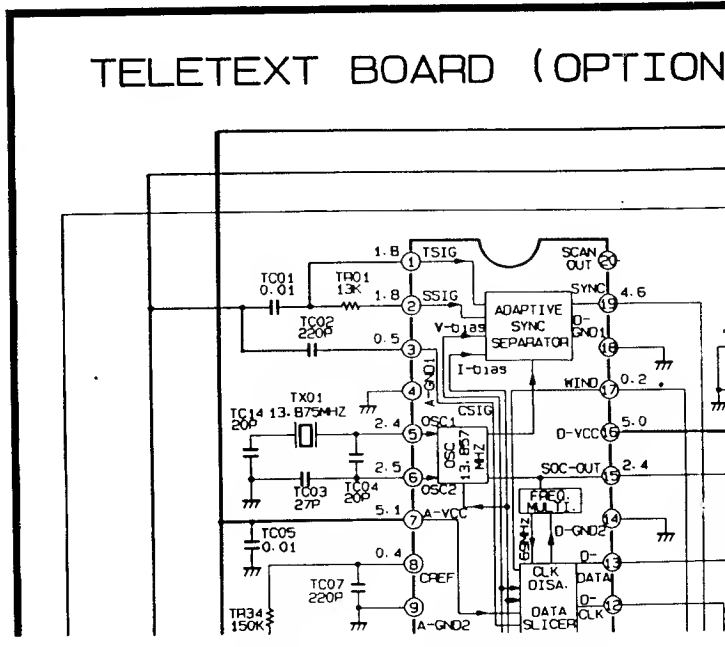 TELETEXT BOARD (OPTION
1.8
1
TSIG
SCAN
OUT
20
TC01
0.01
TR01
13K
1.8
2
SSIG
SYNC
19
4.6
ADAPTIVE
SYNC
SEPARATOR
TC02
220P
V-bias
D-
GND1
0.5
3
18
I-bias
A-GND1
4
WIND
17
0.2
TX01
13.875MHZ
CSIG
TC14
20P
2.4
5
OSC1
OSC
13.857
MHZ
D-VCC
16
5.0
2.5
6
OSC2
SOC-OUT
15
2.4
TC03
27P
TC04
20P
FREQ.
MULTI.
5.1
7
A-VCC
69MHz
D-GND2
14
TC05
0.01
0.4
8
CREF
CLK
DISA.
D-
DATA
13
TC07
220P
TR34
150K
9
A-GND2
DATA
SLICER
D-
CLK
12